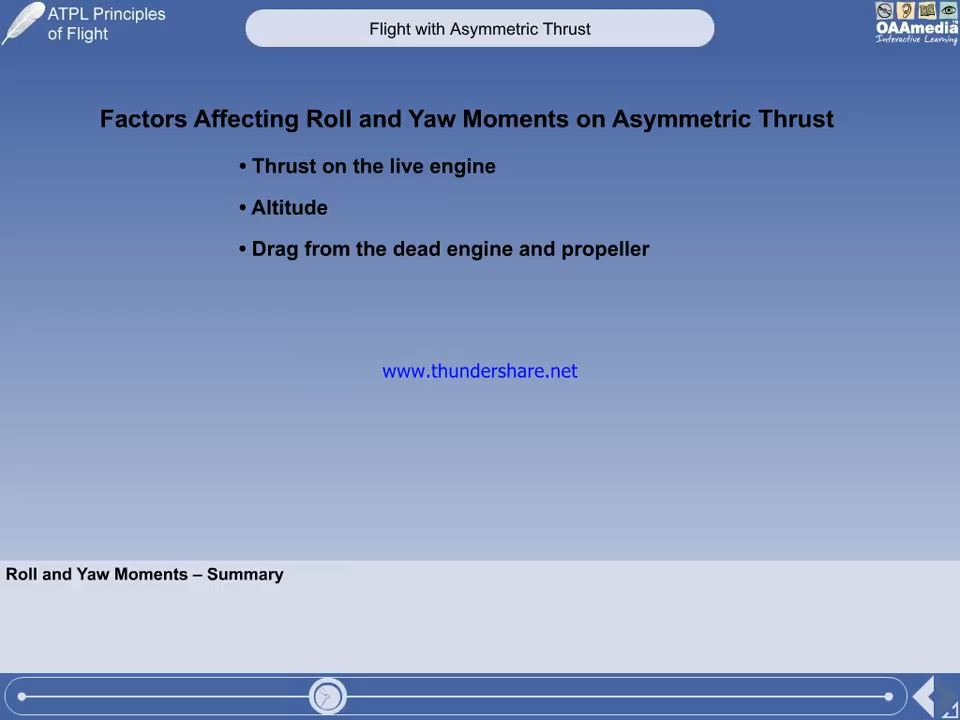 ATPL Principles
of Flight
Flight with Asymmetric Thrust
OAAmedia
Interactive Learning
Factors Affecting Roll and Yaw Moments on Asymmetric Thrust
• Thrust on the live engine
• Altitude
• Drag from the dead engine and propeller
www.thundershare.net
Roll and Yaw Moments – Summary